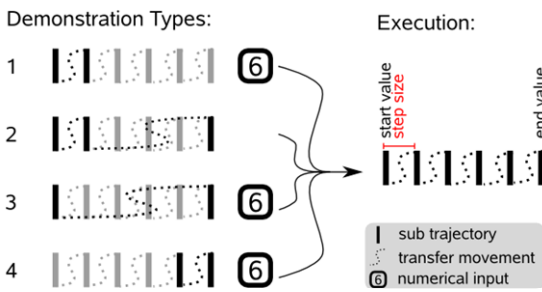 Demonstration Types:
1
6
2
3
6
4
6
Execution:
start value
step size
end value
sub trajectory
transfer movement
6 numerical input